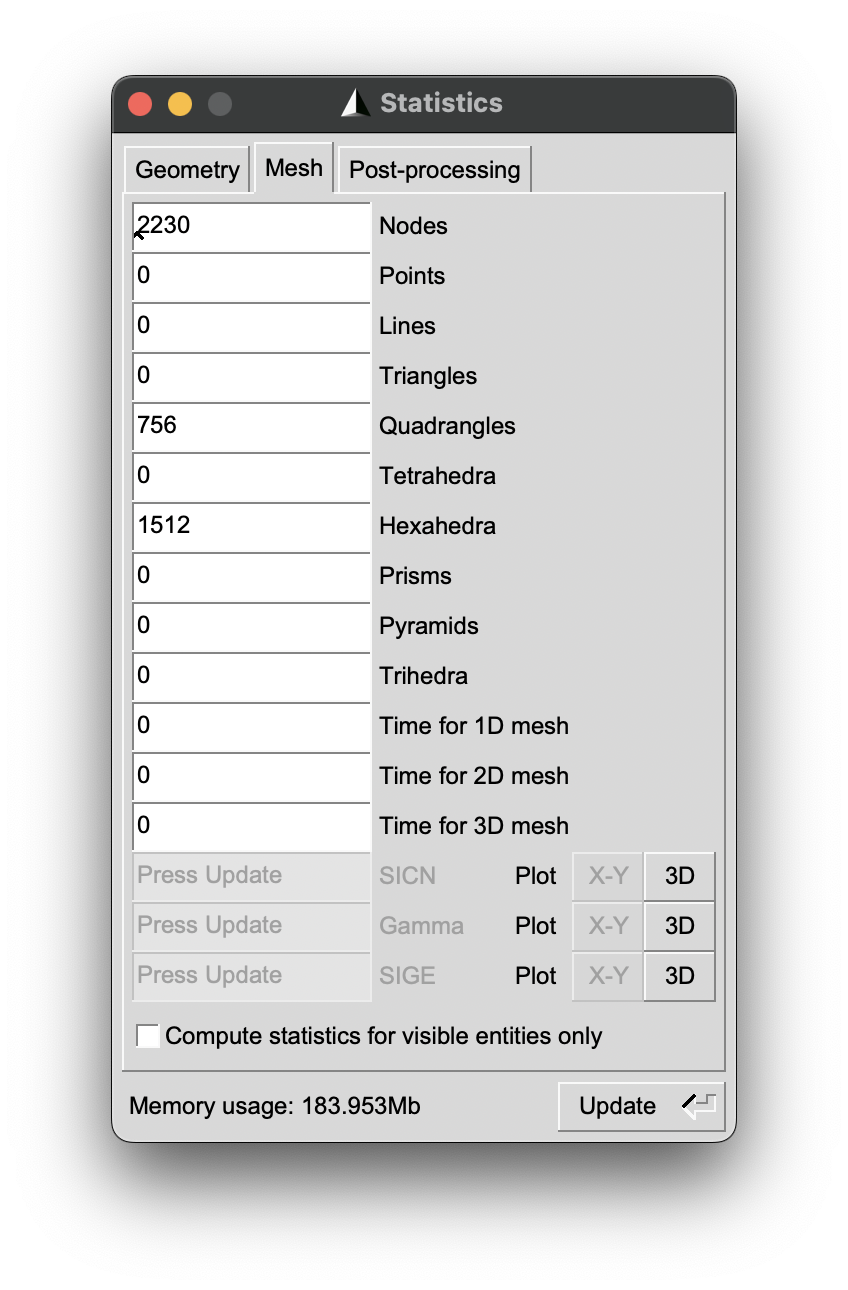 Statistics
Geometry Mesh Post-processing
2230 Nodes
0 Points
0 Lines
0 Triangles
756 Quadrangles
0 Tetrahedra
1512 Hexahedra
0 Prisms
0 Pyramids
0 Trihedra
0 Time for 1D mesh
0 Time for 2D mesh
0 Time for 3D mesh
Press Update SICN Plot X-Y 3D
Press Update Gamma Plot X-Y 3D
Press Update SIGE Plot X-Y 3D
Compute statistics for visible entities only
Memory usage: 183.953Mb Update